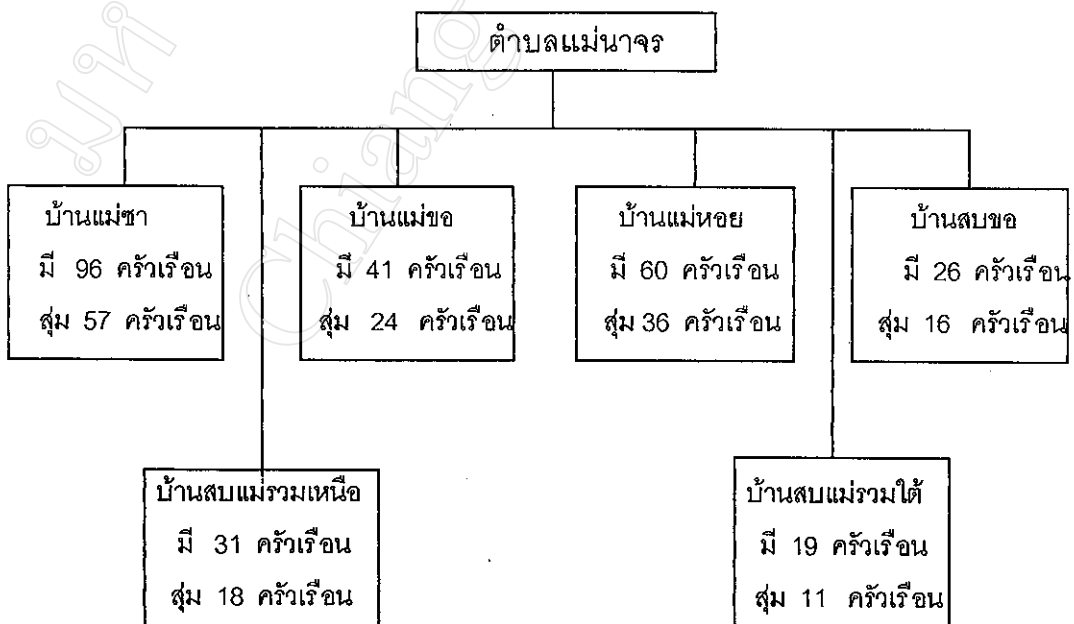 ตำบลแม่นาจร
บ้านแม่ซา
มี 96 ครัวเรือน
สุ่ม 57 ครัวเรือน
บ้านแม่ขอ
มี 41 ครัวเรือน
สุ่ม 24 ครัวเรือน
บ้านแม่หอย
มี 60 ครัวเรือน
สุ่ม 36 ครัวเรือน
บ้านสบขอ
มี 26 ครัวเรือน
สุ่ม 16 ครัวเรือน
บ้านสบแม่รวมเหนือ
มี 31 ครัวเรือน
สุ่ม 18 ครัวเรือน
บ้านสบแม่รวมใต้
มี 19 ครัวเรือน
สุ่ม 11 ครัวเรือน
Chiang